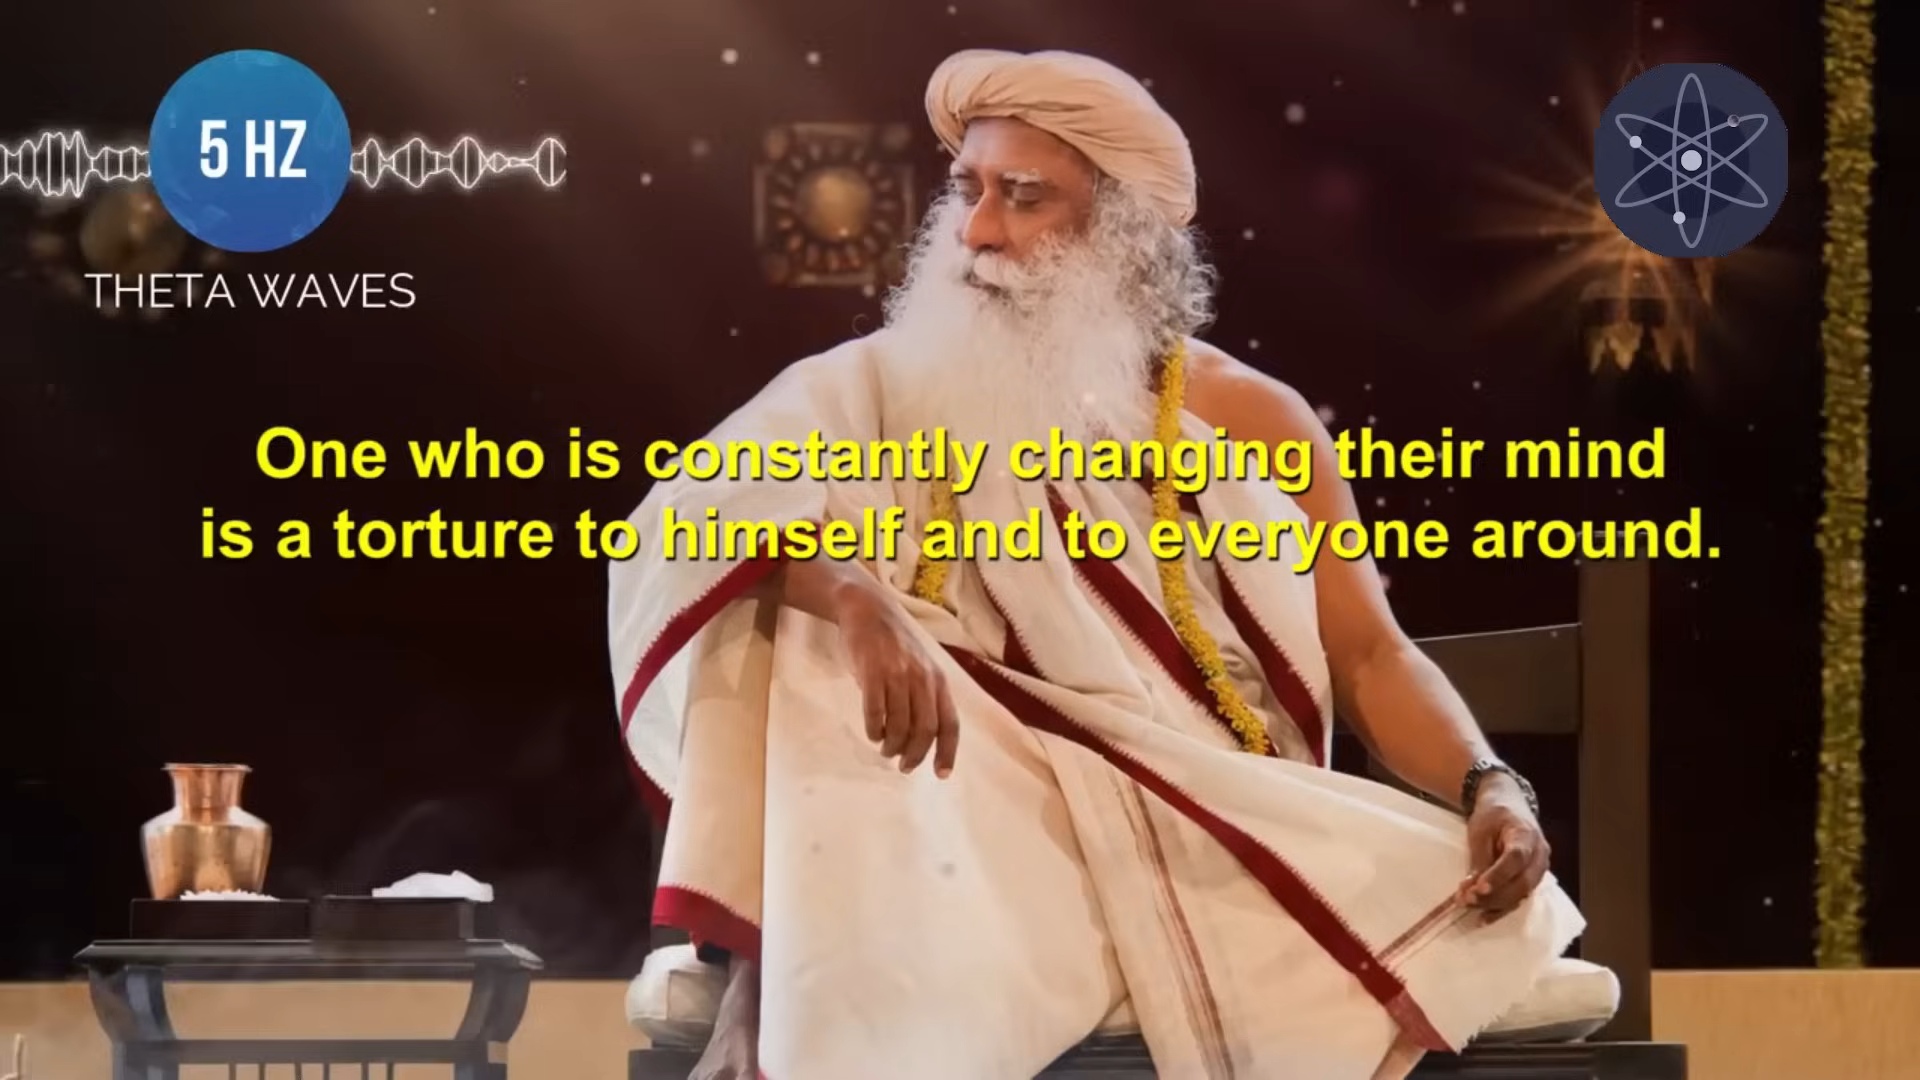 5 HZ
THETA WAVES
One who is constantly changing their mind
is a torture to himself and to everyone around.